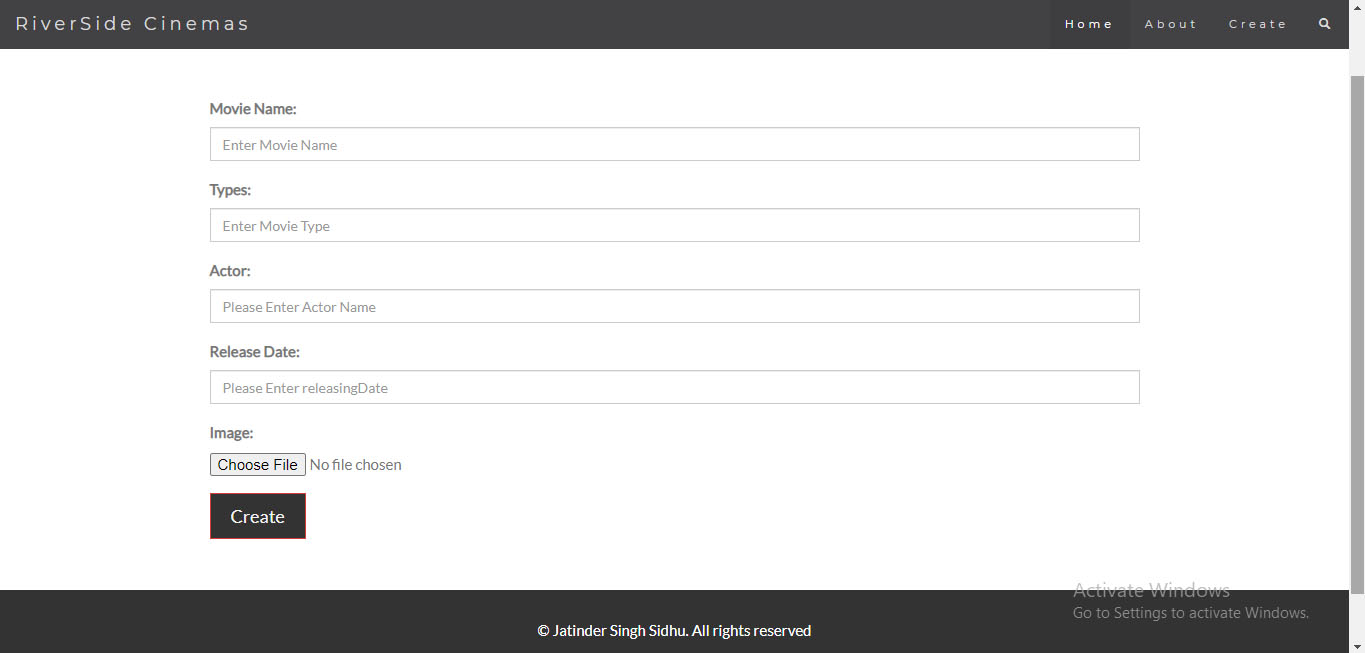 RiverSide Cinemas
Home About Create
Movie Name:
Enter Movie Name
Types:
Enter Movie Type
Actor:
Please Enter Actor Name
Release Date:
Please Enter releasingDate
Image:
Choose File No file chosen
Create
Activate Windows
Go to Settings to activate Windows.
© Jatinder Singh Sidhu. All rights reserved